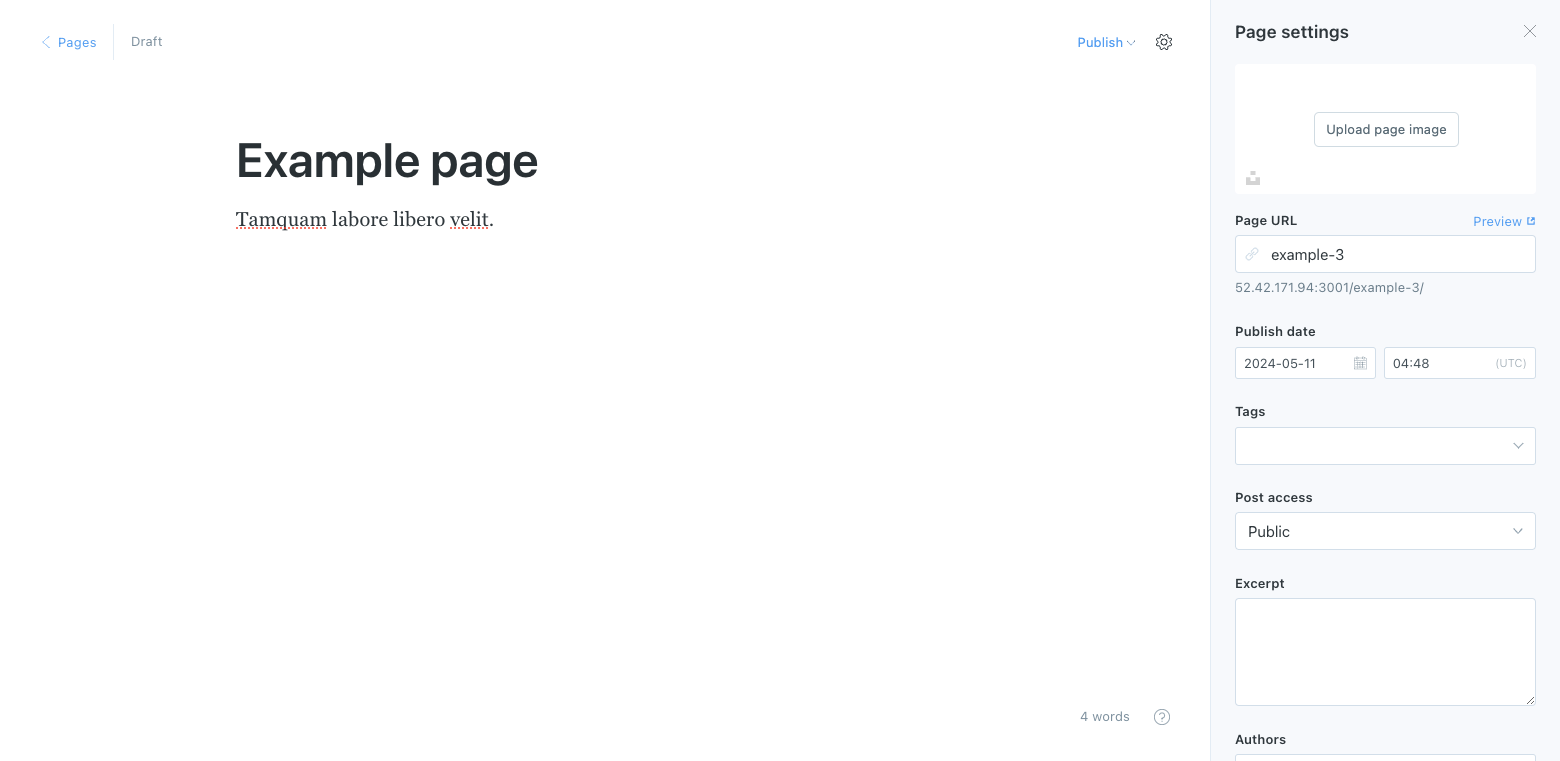 Pages
Draft
Publish
Example page
Tamquam labore libero velit.
4 words
Page settings
Upload page image
Page URL
Preview
example-3
52.42.171.94:3001/example-3/
Publish date
2024-05-11
04:48
(UTC)
Tags
Post access
Public
Excerpt
Authors